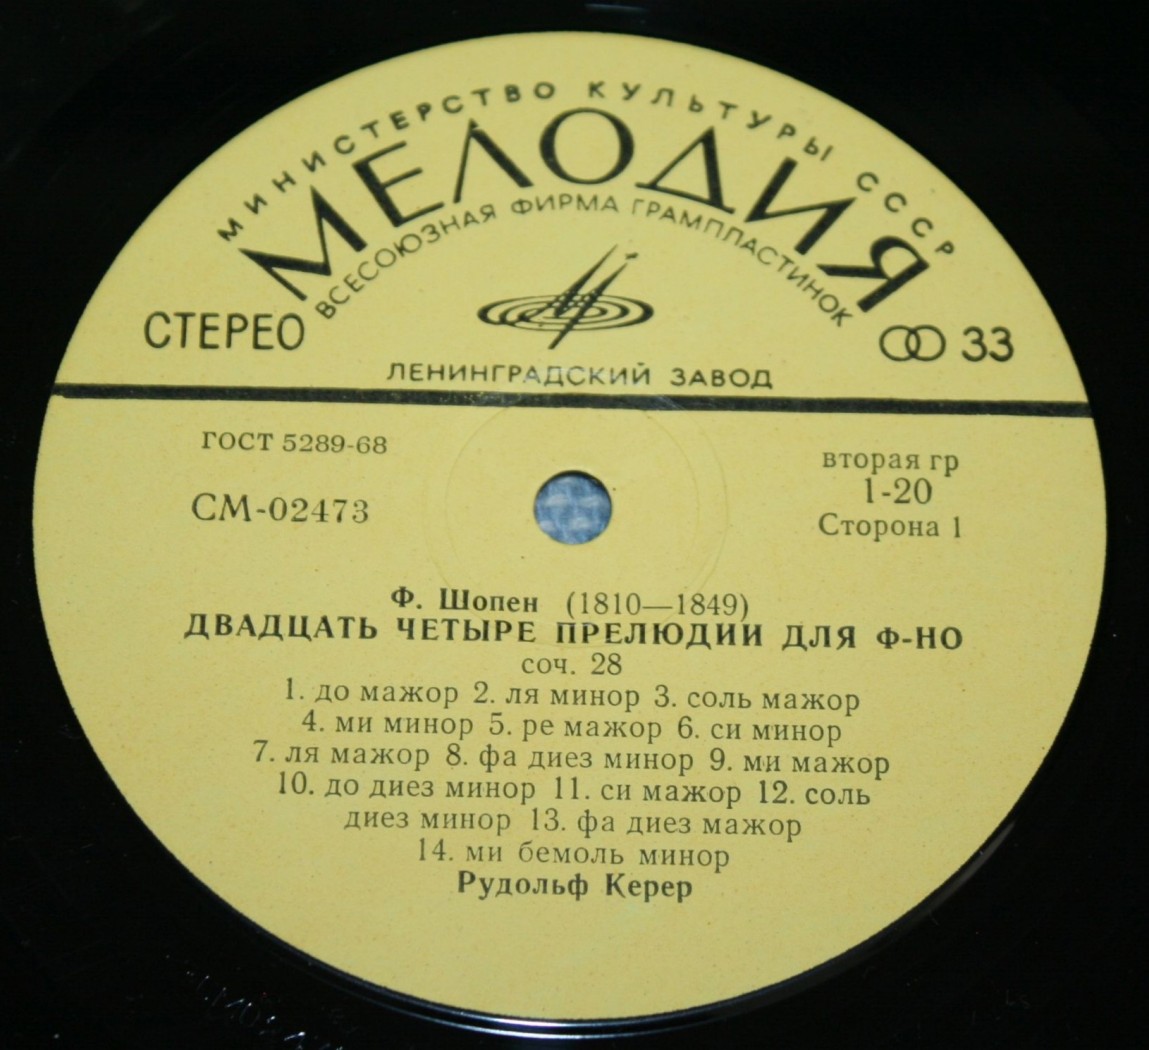 МИНИСТЕРСТВО КУЛЬТУРЫ СССР
МЕЛОДИЯ
ВСЕСОЮЗНАЯ ФИРМА ГРАМПЛАСТИНОК
СТЕРЕО
33
ЛЕНИНГРАДСКИЙ ЗАВОД
ГОСТ 5289-68
СМ-02473
вторая гр
1-20
Сторона 1
Ф. Шопен (1810—1849)
ДВАДЦАТЬ ЧЕТЫРЕ ПРЕЛЮДИИ ДЛЯ Ф-НО
соч. 28
1. до мажор 2. ля минор 3. соль мажор
4. ми минор 5. ре мажор 6. си минор
7. ля мажор 8. фа диез минор 9. ми мажор
10. до диез минор 11. си мажор 12. соль
диез минор 13. фа диез мажор
14. ми бемоль минор
Рудольф Керер